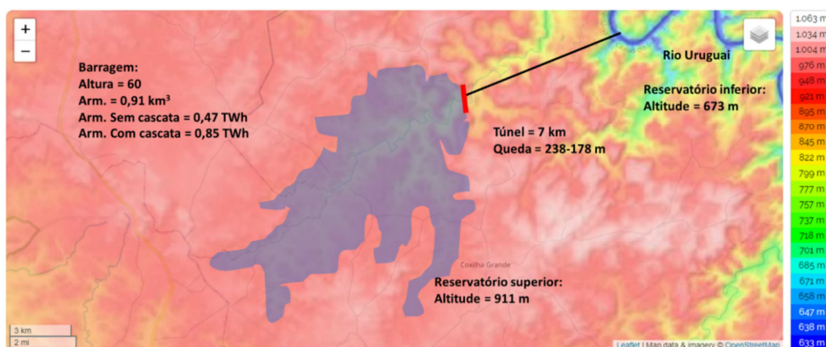 +
−
Barragem:
Altura = 60
Arm. = 0,91 km³
Arm. Sem cascata = 0,47 TWh
Arm. Com cascata = 0,85 TWh
Rio Uruguai
Reservatório inferior:
Altitude = 673 m
Túnel = 7 km
Queda = 238-178 m
Coxilha Grande
Reservatório superior:
Altitude = 911 m
3 km
2 mi
Leaflet | Map data & imagery © OpenStreetMap
1.063 m
1.034 m
1.004 m
976 m
948 m
921 m
895 m
870 m
845 m
822 m
799 m
777 m
757 m
737 m
718 m
701 m
685 m
671 m
658 m
647 m
638 m
633 m